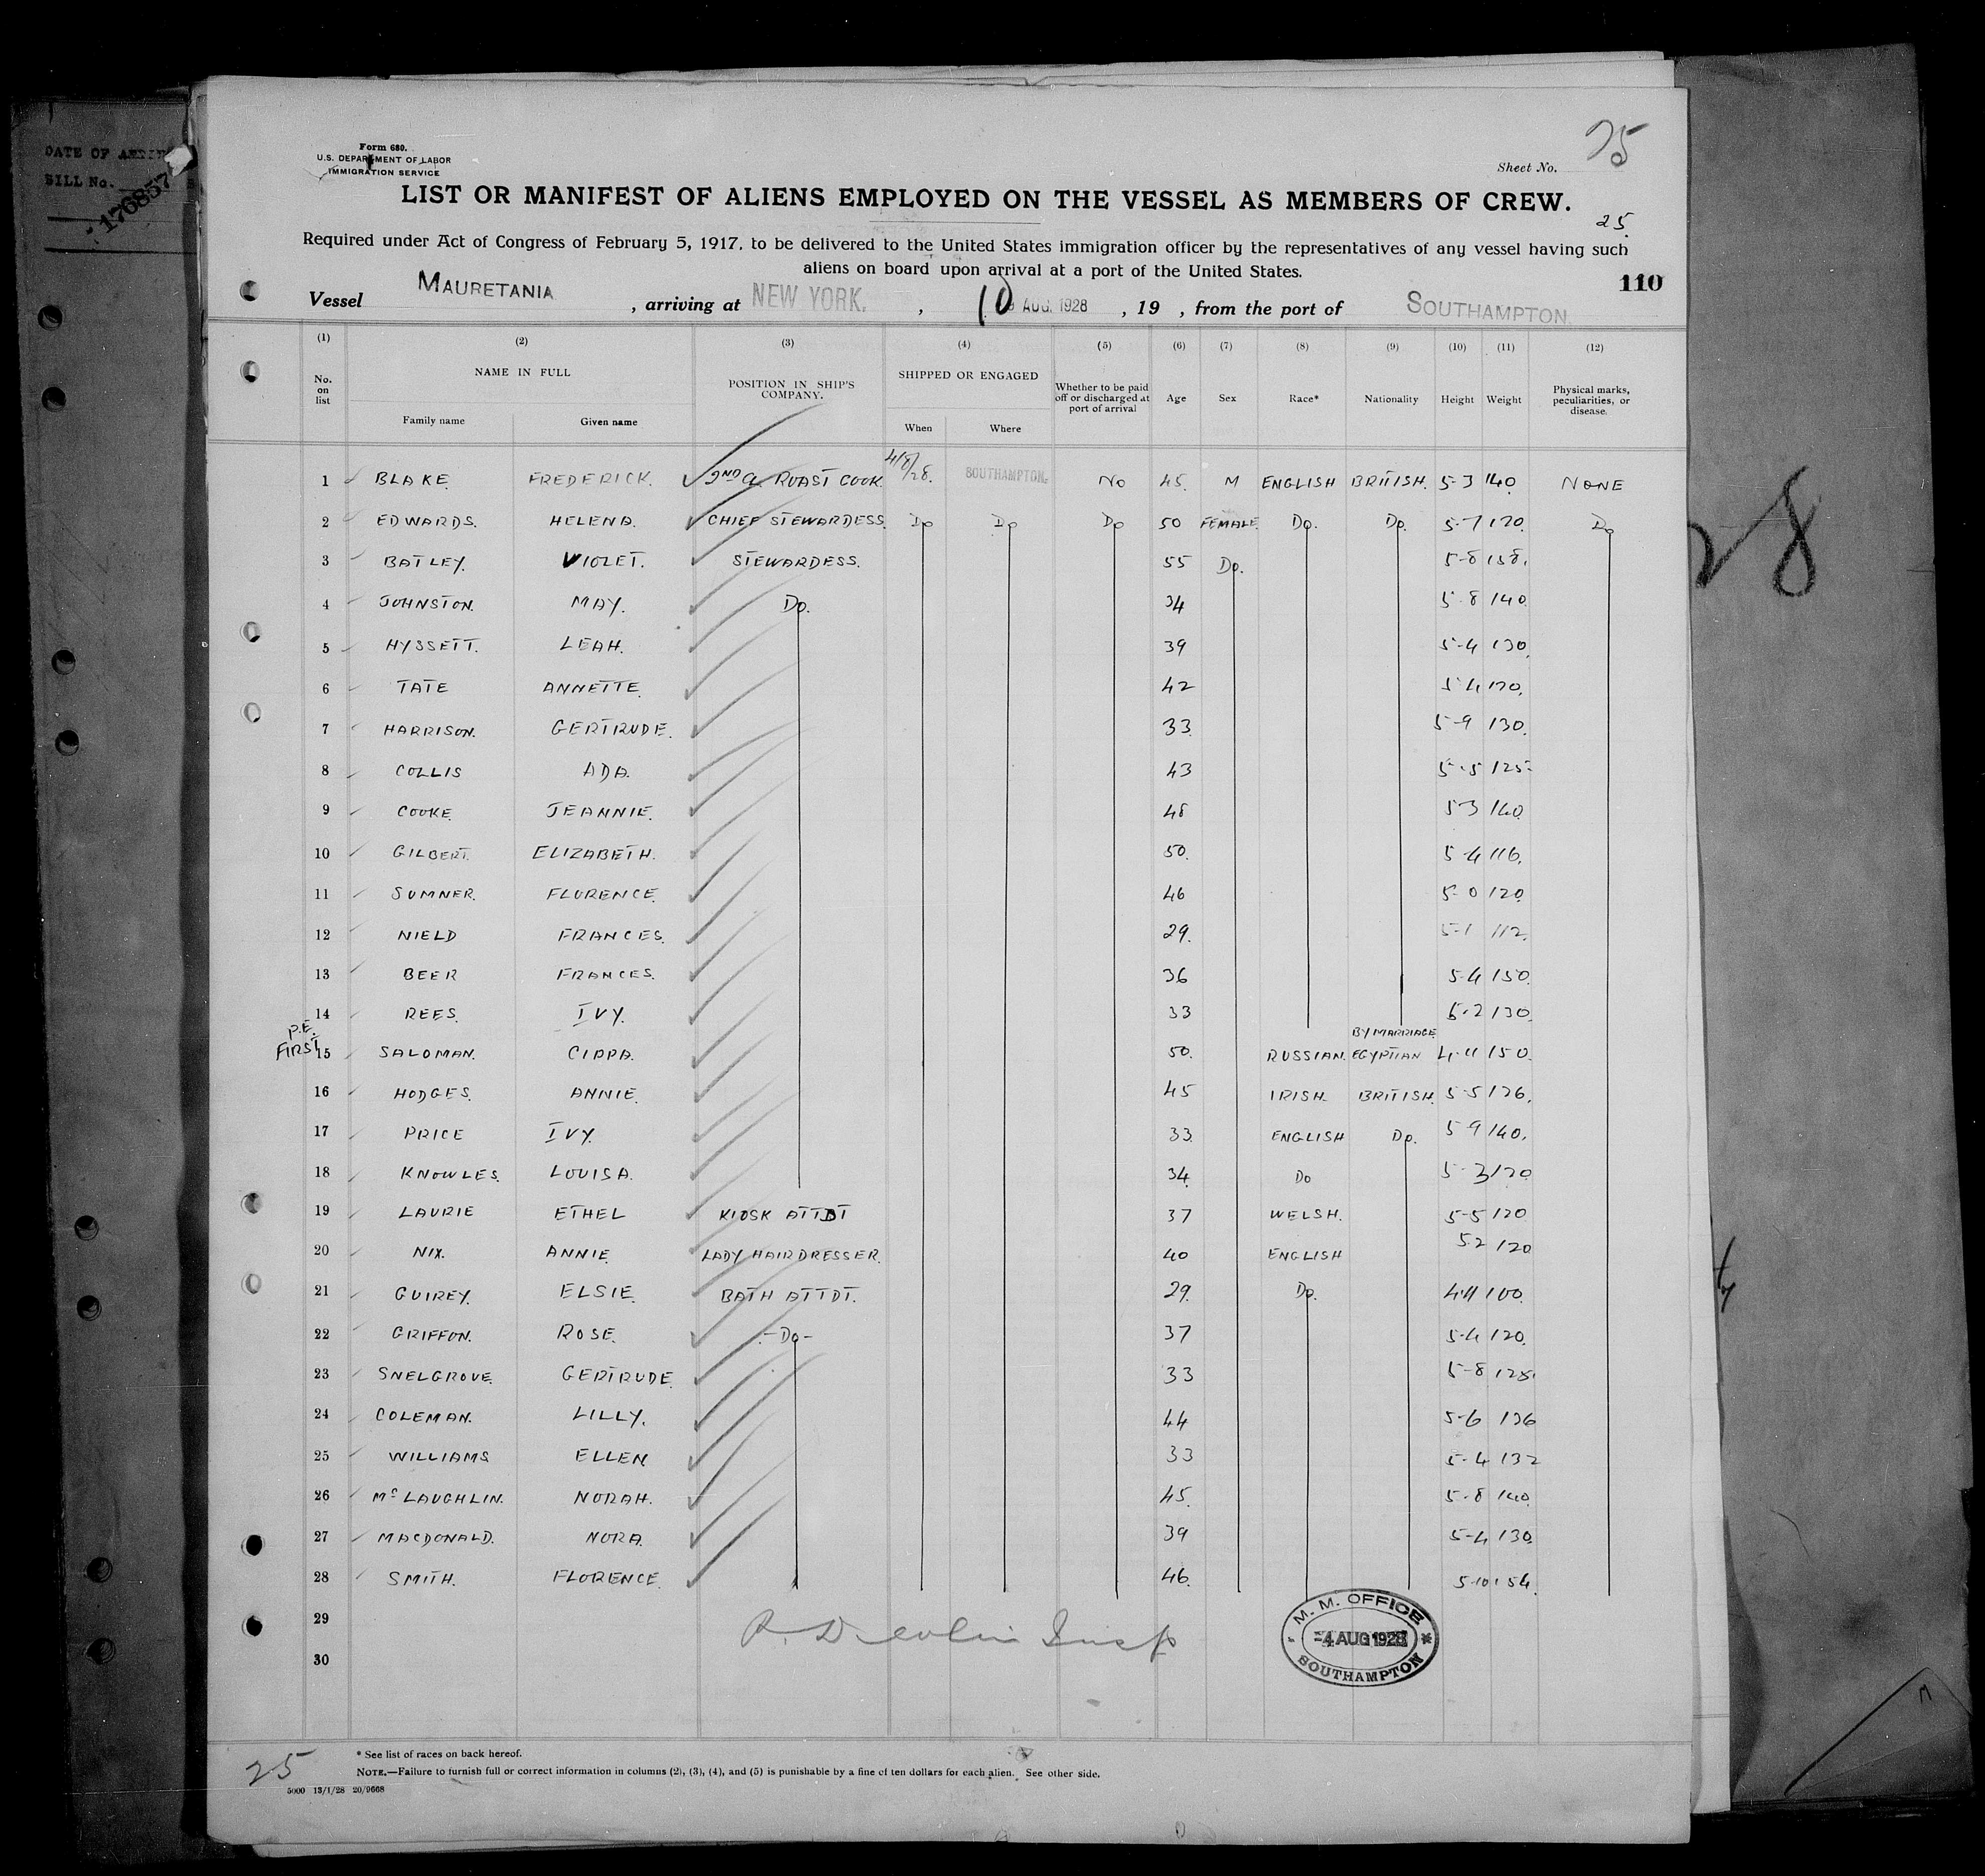 DATE OF
BILL No.
176857
Form 680.
U.S. DEPARTMENT OF LABOR
IMMIGRATION SERVICE
Sheet No. 25
LIST OR MANIFEST OF ALIENS EMPLOYED ON THE VESSEL AS MEMBERS OF CREW.
25.
Required under Act of Congress of February 5, 1917, to be delivered to the United States immigration officer by the representatives of any vessel having such
aliens on board upon arrival at a port of the United States.
110
Vessel MAURETANIA, arriving at NEW YORK, 10 AUG. 1928, 19 , from the port of SOUTHAMPTON
(1) (2) (3) (4) (5) (6) (7) (8) (9) (10) (11) (12)
No. on list NAME IN FULL POSITION IN SHIP'S COMPANY. SHIPPED OR ENGAGED Whether to be paid off or discharged at port of arrival Age Sex Race* Nationality Height Weight Physical marks, peculiarities, or disease.
Family name Given name When Where
1 BLAKE. FREDERICK. 2ND a ROAST COOK 4/8/28. SOUTHAMPTON. NO 45. M ENGLISH BRITISH. 5-3 140. NONE
2 EDWARDS. HELENA. CHIEF STEWARDESS. Do Do Do 50 FEMALE. Do. Do. 5-7 170. Do
3 BATLEY. VIOLET. STEWARDESS. 55 Do. 5-8 158.
4 JOHNSTON. MAY. Do. 34 5-8 140.
5 HYSSETT. LEAH. 39 5-4 130.
6 TATE ANNETTE. 42 5-4 170.
7 HARRISON. GERTRUDE. 33 5-9 130.
8 COLLIS ADA. 43 5-5 125.
9 COOKE. JEANNIE. 48 5-3 140.
10 GILBERT. ELIZABETH. 50. 5-4 116.
11 SUMNER. FLORENCE. 46 5-0 120.
12 NIELD FRANCES. 29. 5-1 112.
13 BEER FRANCES. 36 5-4 150.
14 REES. IVY. 33 5-2 130.
P.E. FIRST BY MARRIAGE
15 SALOMAN. CIPPA. 50. RUSSIAN. EGYPTIAN 4-11 150.
16 HODGES. ANNIE. 45 IRISH BRITISH. 5-5 126.
17 PRICE IVY. 33. ENGLISH Do. 5-9 140.
18 KNOWLES. LOUISA. 34. Do 5-3 120
19 LAURIE ETHEL KIOSK ATTDT 37 WELSH. 5-5 120
20 NIX. ANNIE. LADY HAIRDRESSER. 40 ENGLISH 5-2 120
21 GUIREY. ELSIE. BATH ATTDT. 29. Do. 4-11 100.
22 GRIFFON. ROSE. -Do- 37 5-4 120.
23 SNELGROVE. GERTRUDE. 33 5-8 128.
24 COLEMAN. LILLY. 44 5-6 126
25 WILLIAMS ELLEN 33 5-4 132
26 McLAUGHLIN. NORAH. 45. 5-8 140.
27 MACDONALD. NORA. 39 5-4 130.
28 SMITH. FLORENCE. 46. 5-10 154.
29
30
M. M. OFFICE
-4 AUG 1928
SOUTHAMPTON
28
* See list of races on back hereof.
NOTE.—Failure to furnish full or correct information in columns (2), (3), (4), and (5) is punishable by a fine of ten dollars for each alien. See other side.
25
5000 13/1/28 20/9668